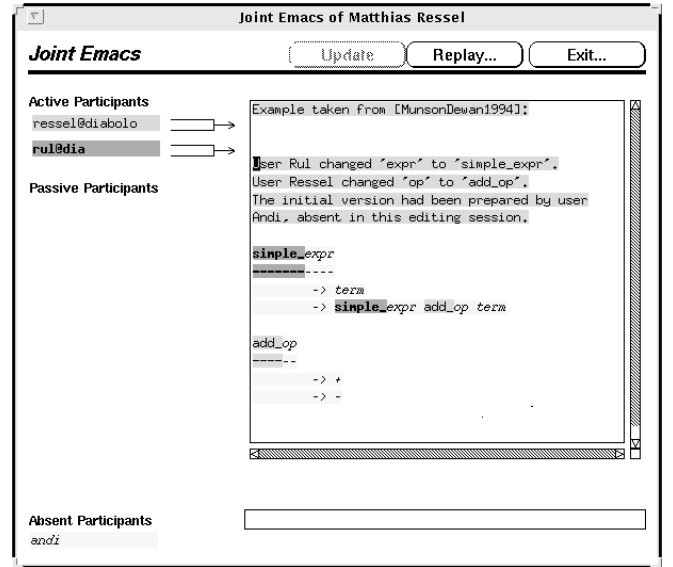 Joint Emacs of Matthias Ressel
Joint Emacs
Update
Replay...
Exit...
Active Participants
ressel@diabolo
rul@dia
Passive Participants
Example taken from [MunsonDewan1994]:
User Rul changed ´expr´ to ´simple_expr´.
User Ressel changed ´op´ to ´add_op´.
The initial version had been prepared by user
Andi, absent in this editing session.
simple_expr
-----------
-> term
-> simple_expr add_op term
add_op
------
-> +
-> -
Absent Participants
andi